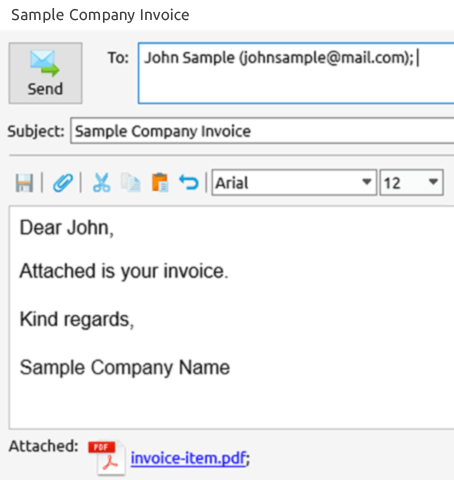 Sample Company Invoice
To: John Sample (johnsample@mail.com);
Send
Subject: Sample Company Invoice
Arial 12
Dear John,
Attached is your invoice.
Kind regards,
Sample Company Name
Attached: PDF invoice-item.pdf;